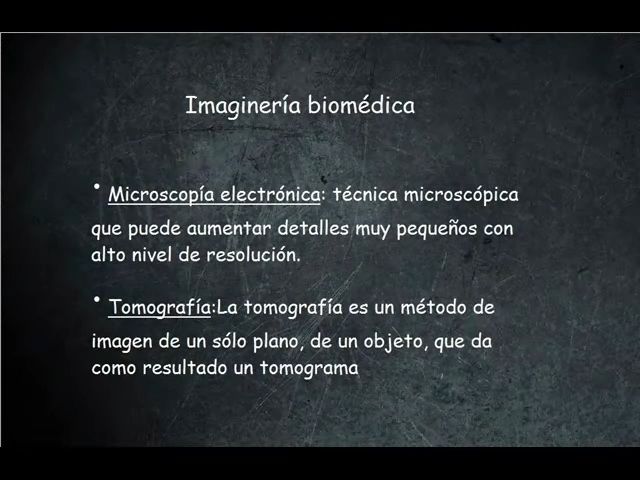 Imaginería biomédica
• Microscopía electrónica: técnica microscópica
que puede aumentar detalles muy pequeños con
alto nivel de resolución.
• Tomografía:La tomografía es un método de
imagen de un sólo plano, de un objeto, que da
como resultado un tomograma